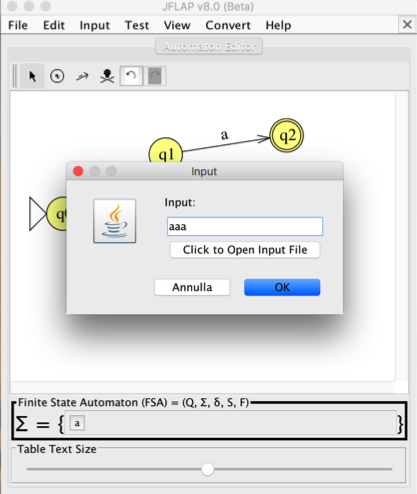 JFLAP v8.0 (Beta)
File Edit Input Test View Convert Help
Automaton Editor
a
q1 q2
Input
Input:
aaa
Click to Open Input File
Annulla OK
Finite State Automaton (FSA) = (Q, Σ, δ, S, F)
Σ = { a }
Table Text Size